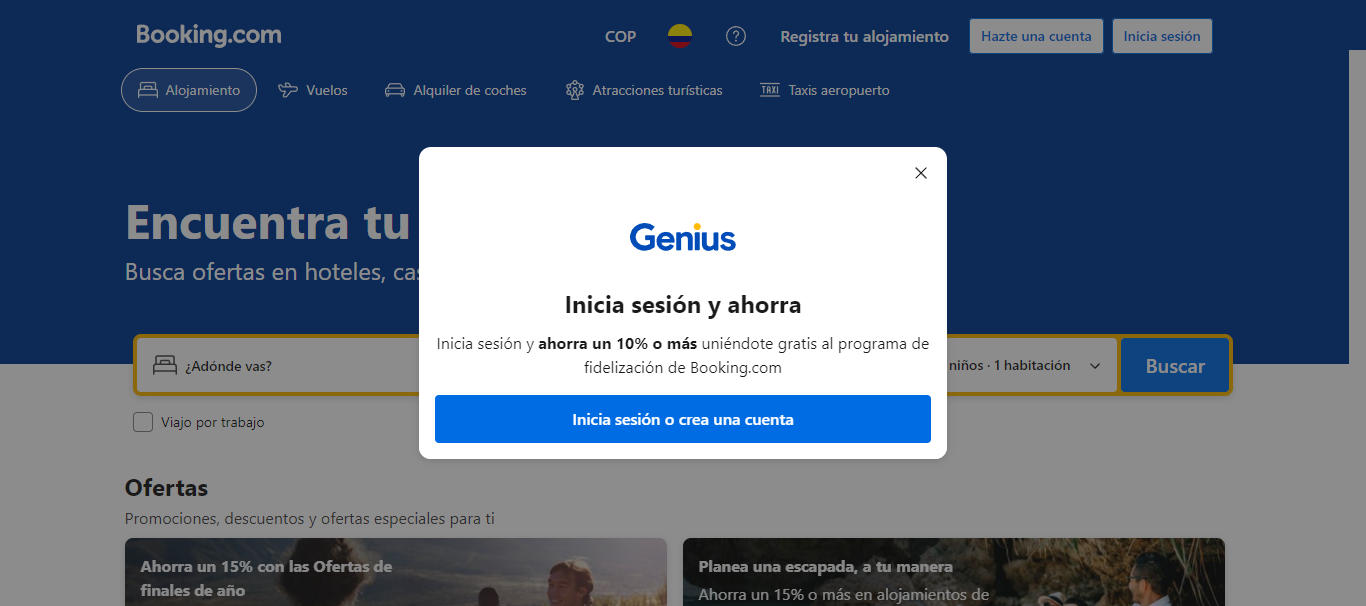 Booking.com
COP
Registra tu alojamiento
Hazte una cuenta
Inicia sesión
Alojamiento
Vuelos
Alquiler de coches
Atracciones turísticas
TAXI
Taxis aeropuerto
Encuentra tu
Busca ofertas en hoteles,
Genius
Inicia sesión y ahorra
Inicia sesión y ahorra un 10% o más uniéndote gratis al programa de
fidelización de Booking.com
Inicia sesión o crea una cuenta
¿Adónde vas?
niños · 1 habitación
Buscar
Viajo por trabajo
Ofertas
Promociones, descuentos y ofertas especiales para ti
Ahorra un 15% con las Ofertas de
finales de año
Planea una escapada, a tu manera
Ahorra un 15% o más en alojamientos de